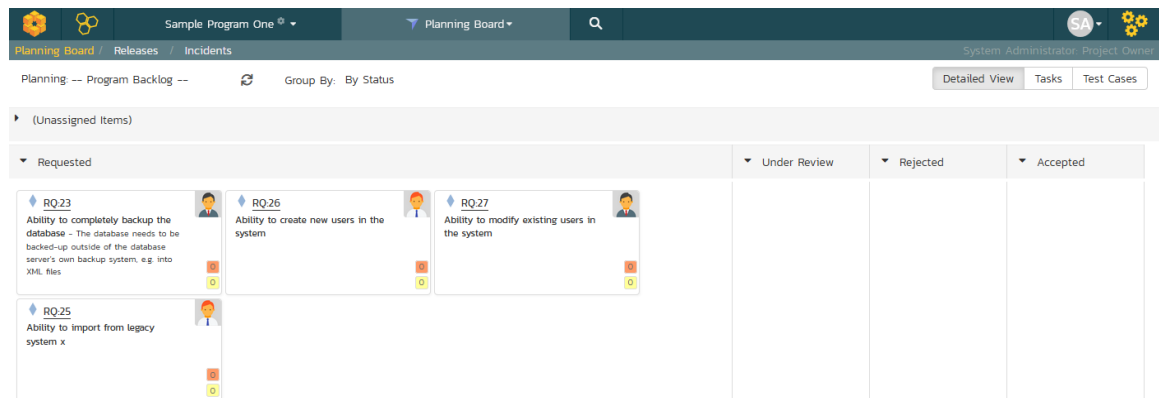 Sample Program One
Planning Board
SA
Planning Board / Releases / Incidents
System Administrator: Project Owner
Planning: -- Program Backlog --
Group By: By Status
Detailed View
Tasks
Test Cases
(Unassigned Items)
Requested
Under Review
Rejected
Accepted
RQ:23
Ability to completely backup the
database - The database needs to be
backed-up outside of the database
server's own backup system, e.g. into
XML files
0
0
RQ:26
Ability to create new users in the
system
0
0
RQ:27
Ability to modify existing users in
the system
0
0
RQ:25
Ability to import from legacy
system x
0
0